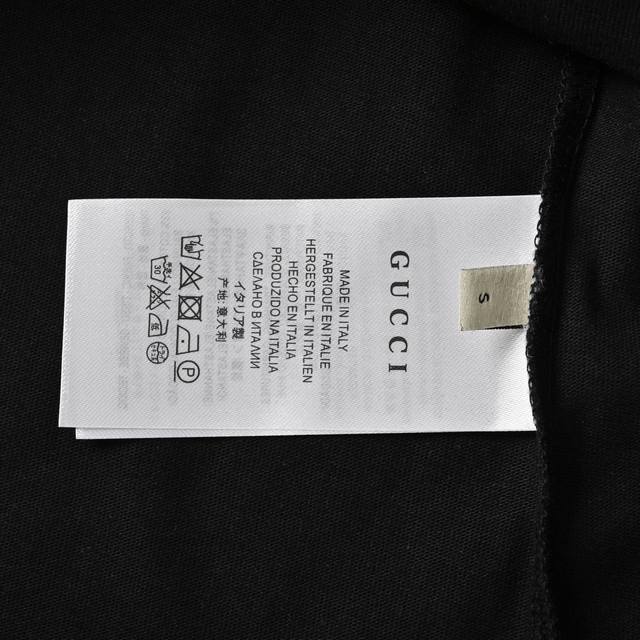 GUCCI
S
MADE IN ITALY
FABRIQUE EN ITALIE
HERGESTELLT IN ITALIEN
HECHO EN ITALIA
PRODUZIDO NA ITALIA
СДЕЛАНО В ИТАЛИИ
イタリア製
产地:意大利
P
30